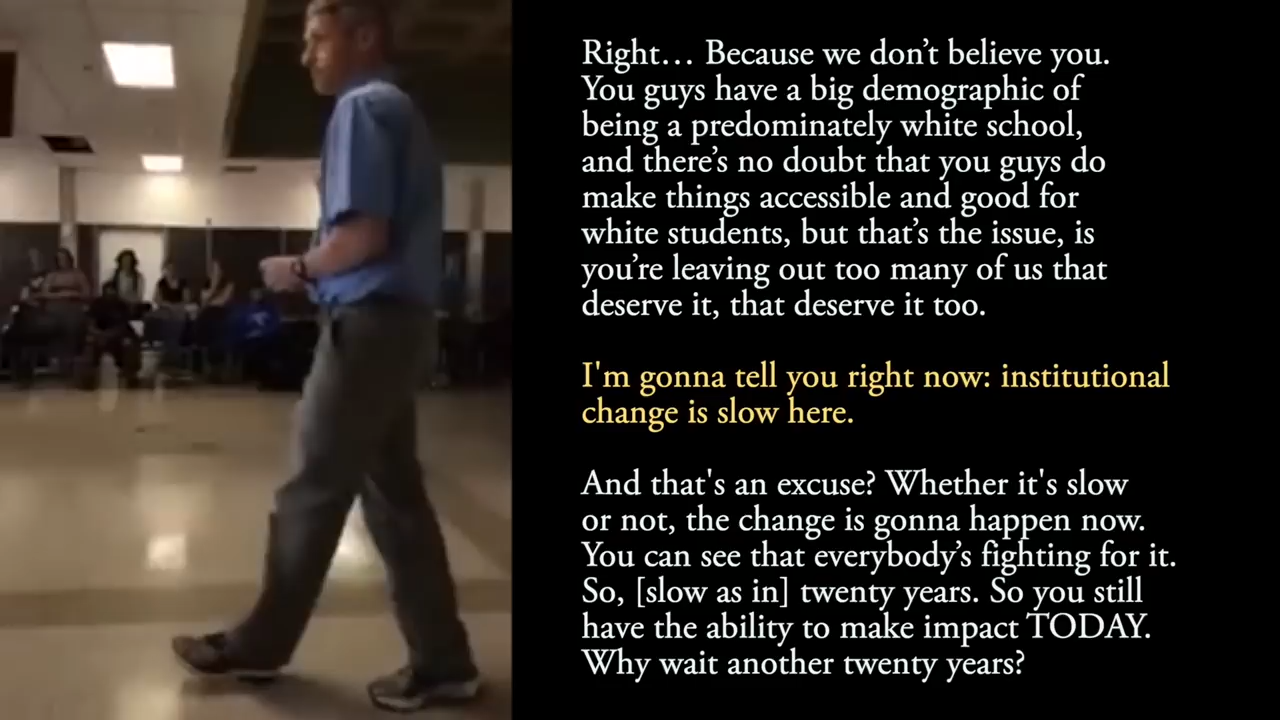 Right… Because we don’t believe you.
You guys have a big demographic of
being a predominately white school,
and there’s no doubt that you guys do
make things accessible and good for
white students, but that’s the issue, is
you’re leaving out too many of us that
deserve it, that deserve it too.
I'm gonna tell you right now: institutional
change is slow here.
And that's an excuse? Whether it's slow
or not, the change is gonna happen now.
You can see that everybody’s fighting for it.
So, [slow as in] twenty years. So you still
have the ability to make impact TODAY.
Why wait another twenty years?